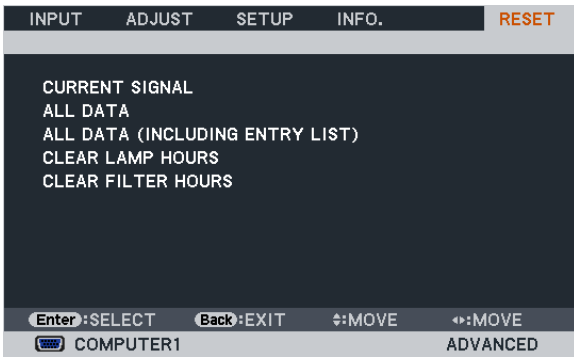 INPUT ADJUST SETUP INFO. RESET
CURRENT SIGNAL
ALL DATA
ALL DATA (INCLUDING ENTRY LIST)
CLEAR LAMP HOURS
CLEAR FILTER HOURS
Enter:SELECT Back:EXIT :MOVE :MOVE
COMPUTER1 ADVANCED